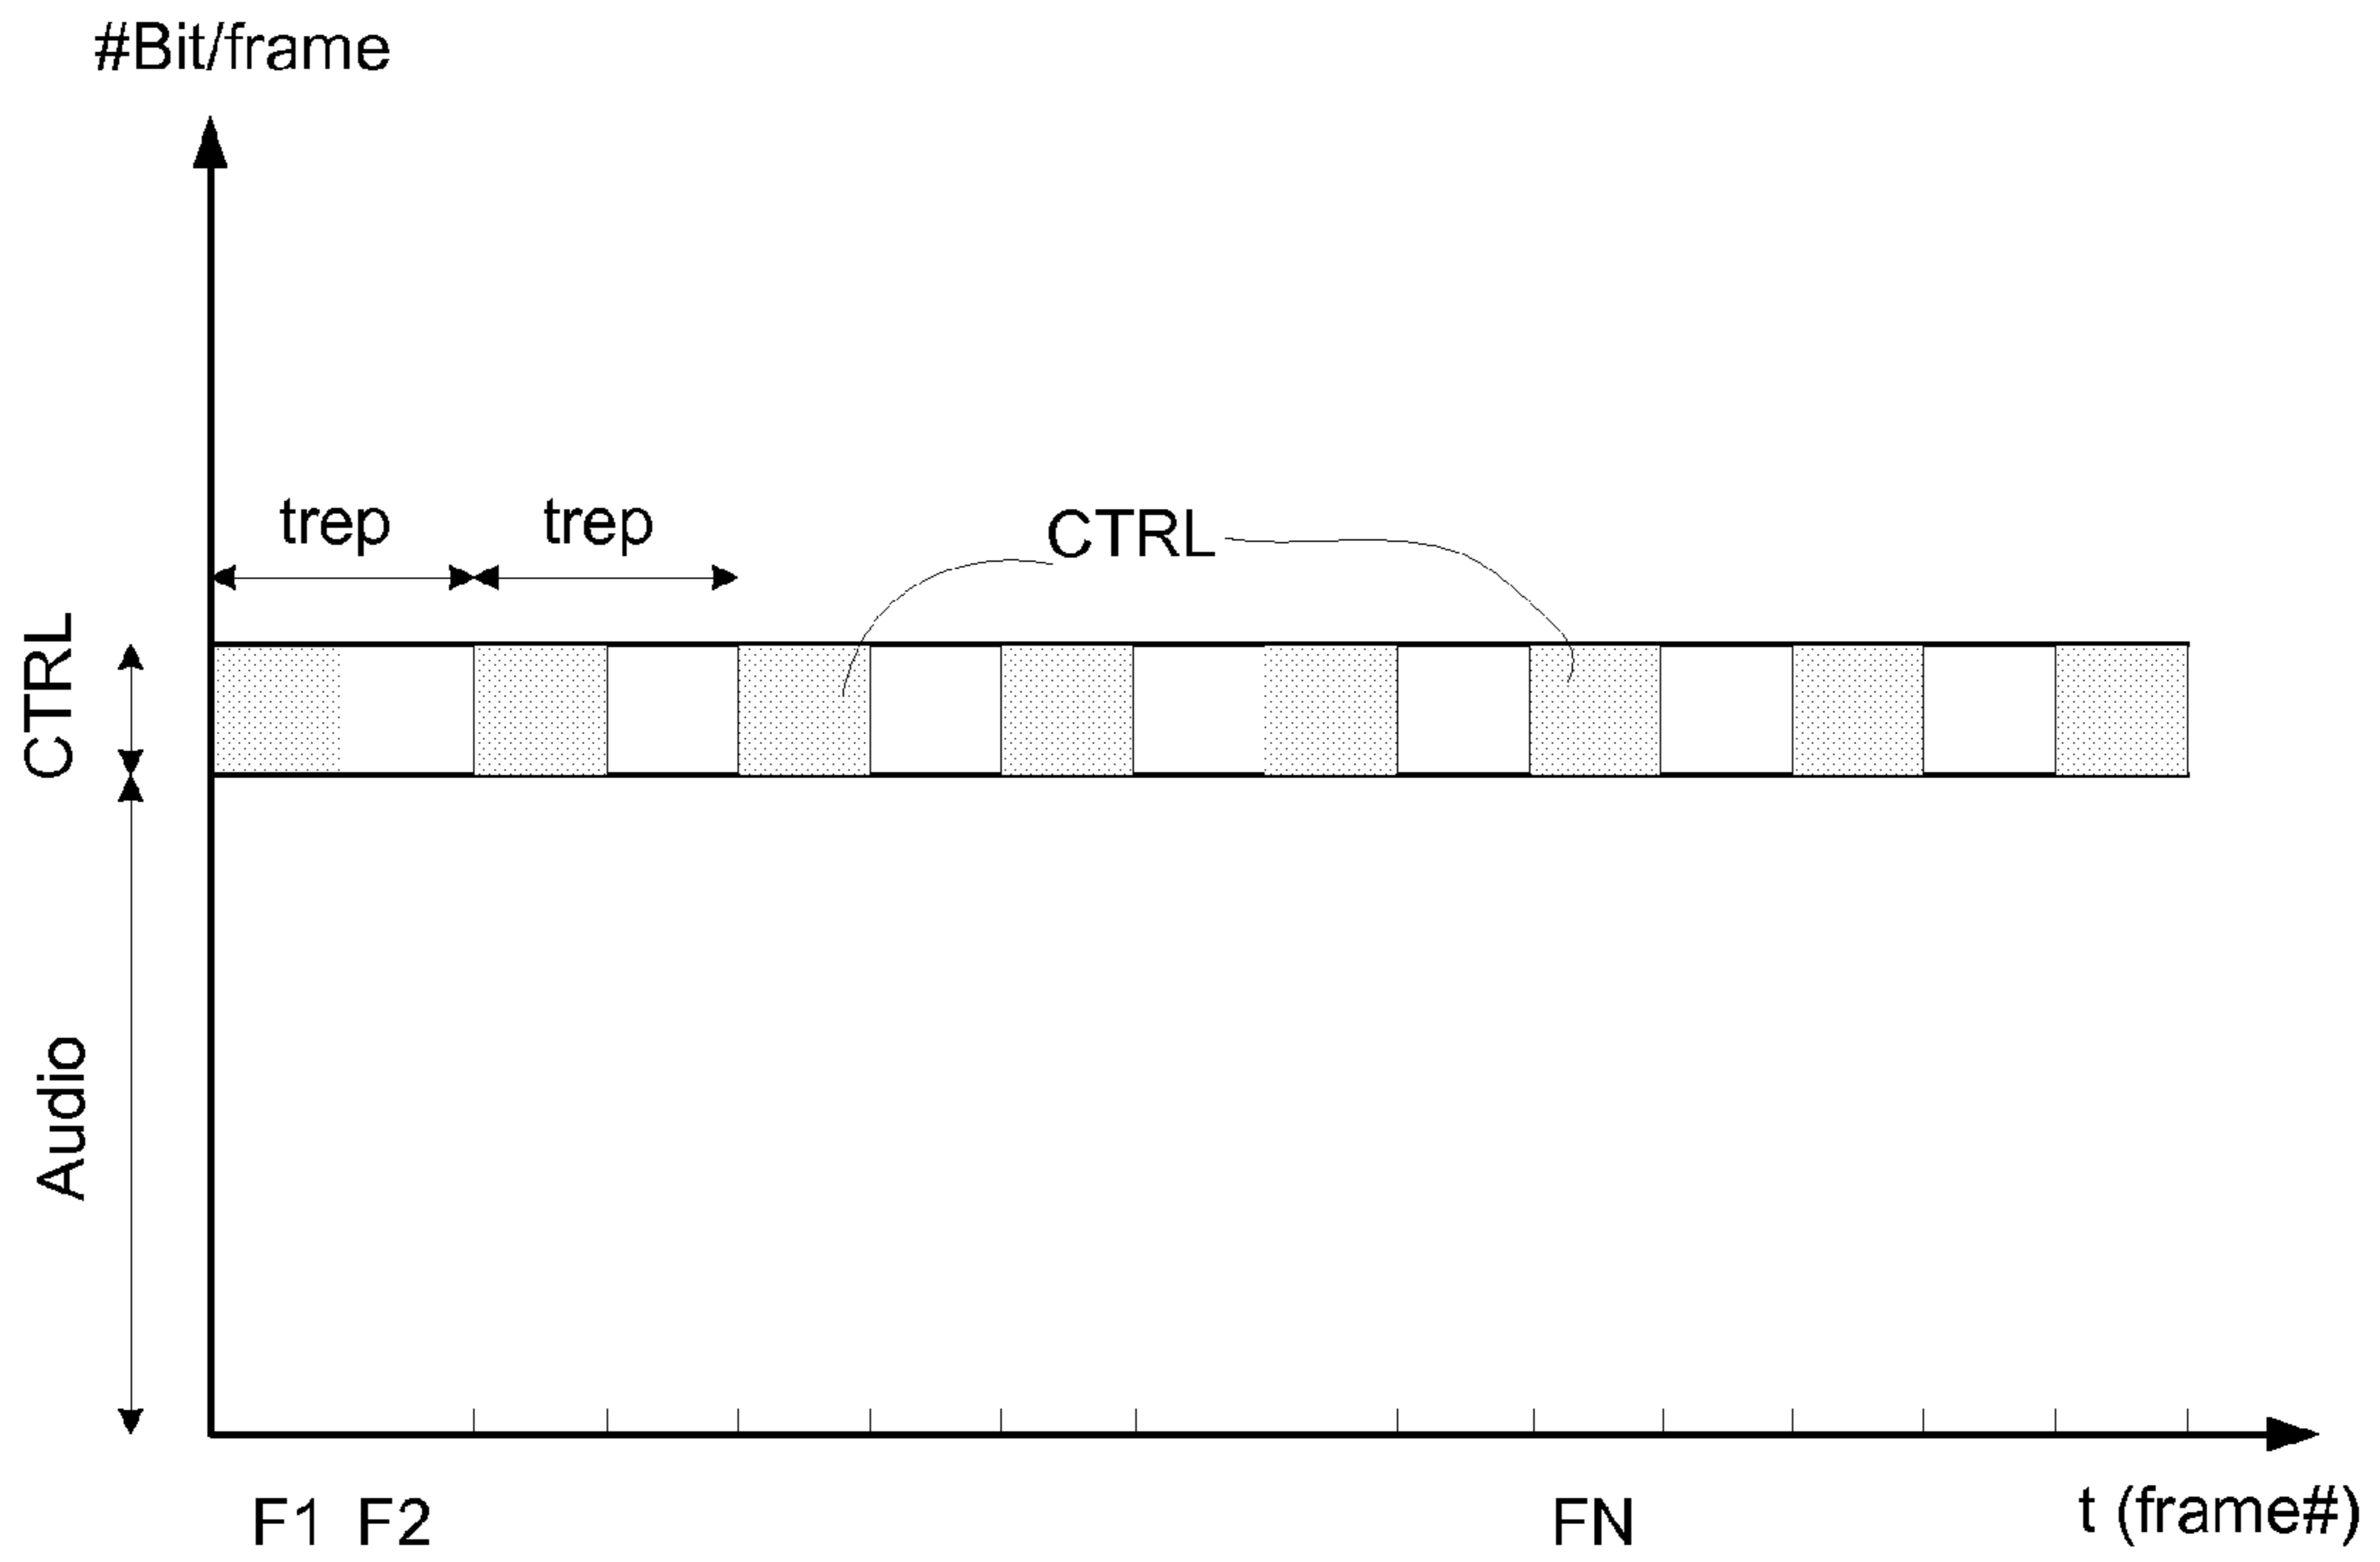 #Bit/frame
trep
trep
CTRL
CTRL
Audio
F1 F2
FN
t (frame#)